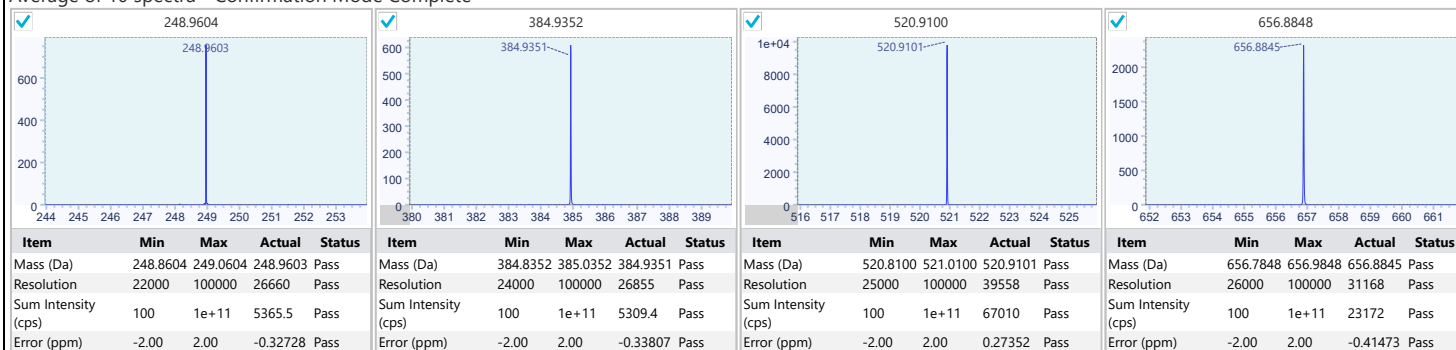 Average of 10 spectra - Confirmation Mode Complete
248.9604 384.9352 520.9100 656.8848
248.9603 384.9351 520.9101 656.8845
600 400 200 0
244 245 246 247 248 249 250 251 252 253
600 500 400 300 200 100 0
380 381 382 383 384 385 386 387 388 389
1e+04 8000 6000 4000 2000 0
516 517 518 519 520 521 522 523 524 525
2000 1500 1000 500 0
652 653 654 655 656 657 658 659 660 661
Item Min Max Actual Status
Mass (Da) 248.8604 249.0604 248.9603 Pass
Resolution 22000 100000 26660 Pass
Sum Intensity
(cps) 100 1e+11 5365.5 Pass
Error (ppm) -2.00 2.00 -0.32728 Pass
Item Min Max Actual Status
Mass (Da) 384.8352 385.0352 384.9351 Pass
Resolution 24000 100000 26855 Pass
Sum Intensity
(cps) 100 1e+11 5309.4 Pass
Error (ppm) -2.00 2.00 -0.33807 Pass
Item Min Max Actual Status
Mass (Da) 520.8100 521.0100 520.9101 Pass
Resolution 25000 100000 39558 Pass
Sum Intensity
(cps) 100 1e+11 67010 Pass
Error (ppm) -2.00 2.00 0.27352 Pass
Item Min Max Actual Status
Mass (Da) 656.7848 656.9848 656.8845 Pass
Resolution 26000 100000 31168 Pass
Sum Intensity
(cps) 100 1e+11 23172 Pass
Error (ppm) -2.00 2.00 -0.41473 Pass